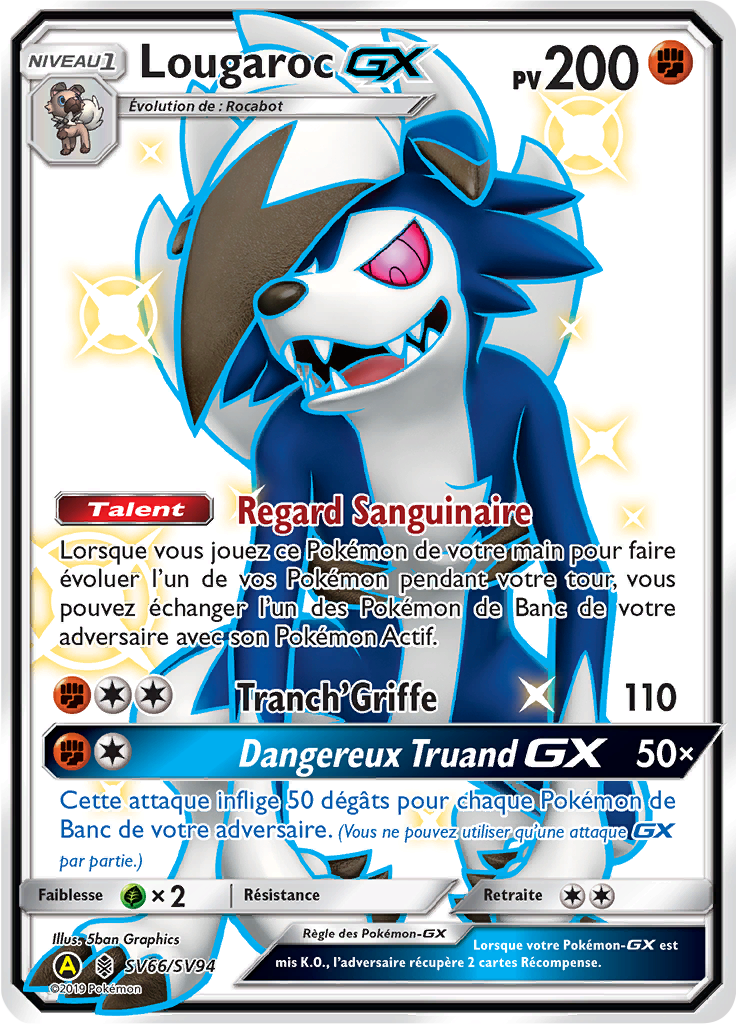 NIVEAU1
Lougaroc GX
PV200
Évolution de : Rocabot
Talent Regard Sanguinaire
Lorsque vous jouez ce Pokémon de votre main pour faire
évoluer l'un de vos Pokémon pendant votre tour, vous
pouvez échanger l'un des Pokémon de Banc de votre
adversaire avec son Pokémon Actif.
Tranch'Griffe 110
Dangereux Truand GX 50×
Cette attaque inflige 50 dégâts pour chaque Pokémon de
Banc de votre adversaire. (Vous ne pouvez utiliser qu'une attaque GX
par partie.)
Faiblesse ×2 Résistance Retraite
Illus. 5ban Graphics
A SV66/SV94
©2019 Pokémon
Règle des Pokémon-GX
Lorsque votre Pokémon-GX est
mis K.O., l'adversaire récupère 2 cartes Récompense.